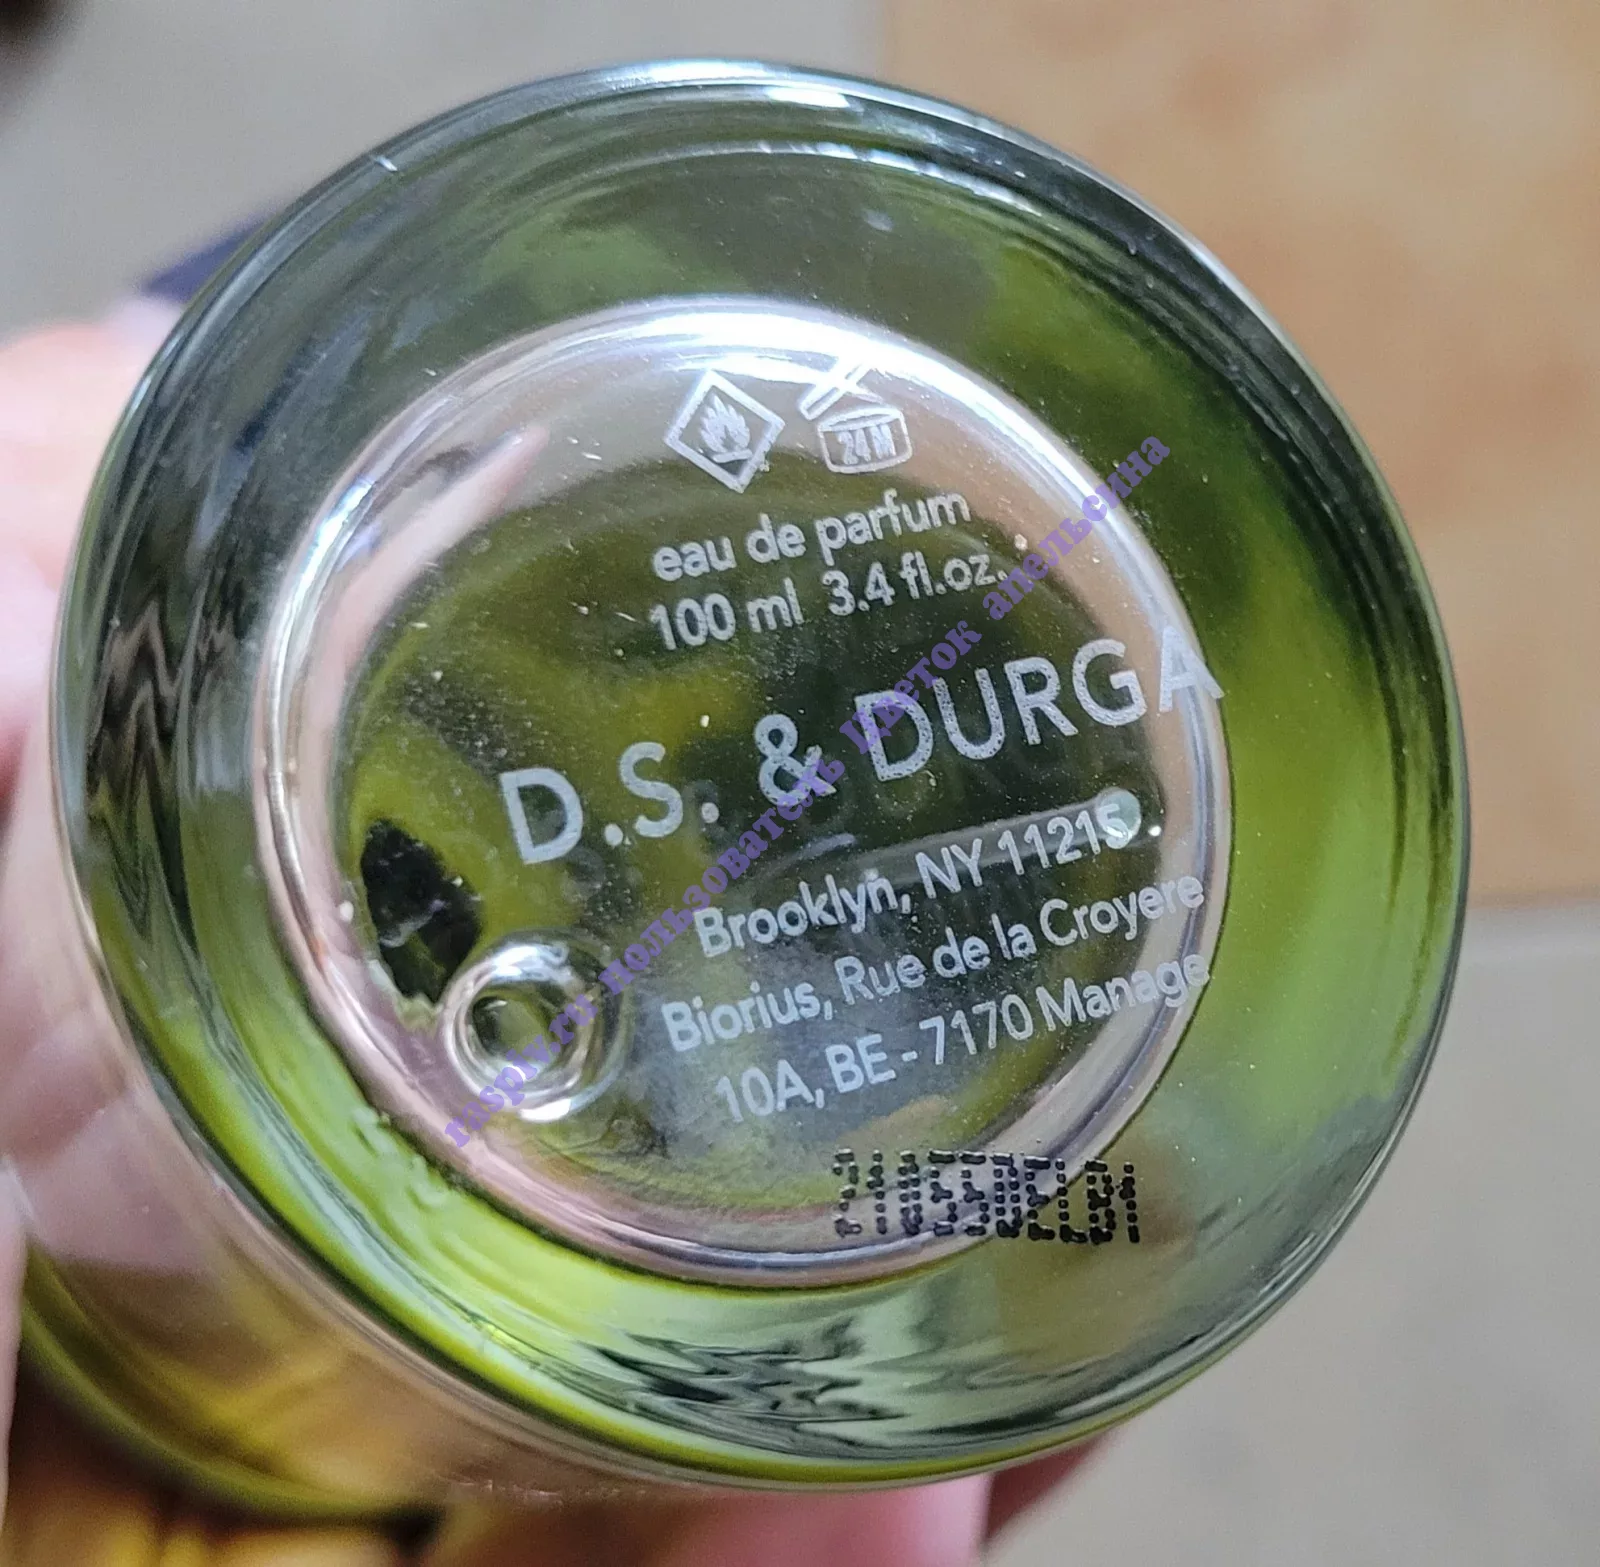 24M
eau de parfum
100 ml 3.4 fl.oz.
D.S. & DURGA
Brooklyn, NY 11215
Biorius, Rue de la Croyere
10A, BE - 7170 Manage
raspiv.ru пользователь Цветок апельсина